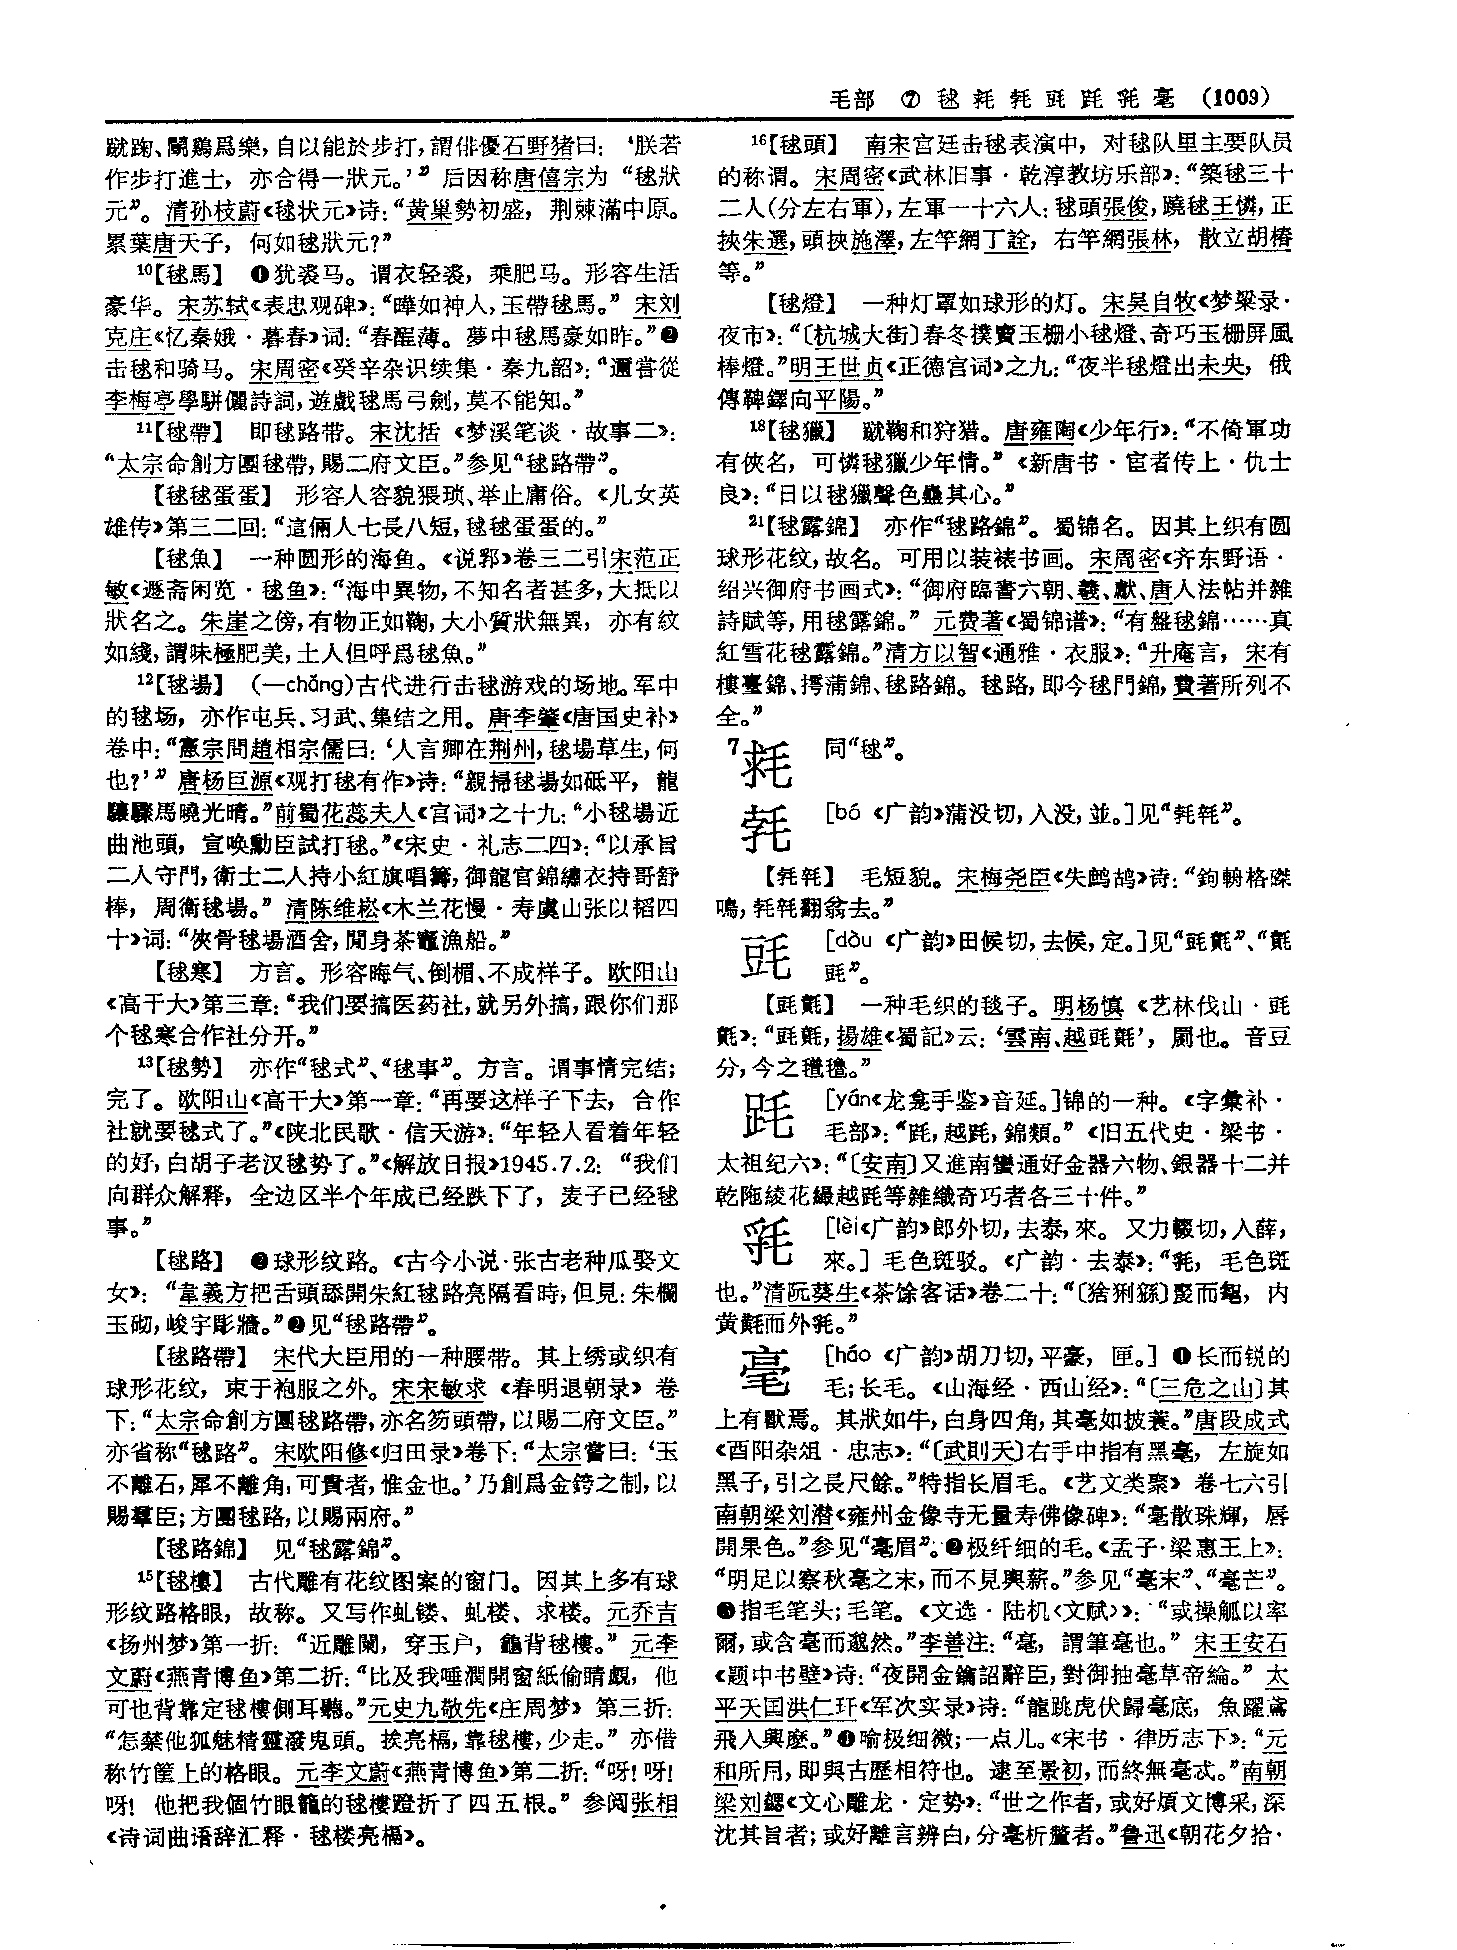 毛部 ⑦ 毬 毬 㲎 毭 𣭲 𣭷 毫 (1009)
蹴踘、鬭鷄爲樂，自以能於步打，謂俳優石野猪曰：‘朕若
作步打進士，亦合得一狀元。’”后因称唐僖宗为“毬狀
元”。清孙枝蔚《毬状元》诗：“黄巢勢初盛，荆棘滿中原。
累葉唐天子，何如毬狀元？”
10【毬馬】 ❶犹裘马。谓衣轻裘，乘肥马。形容生活
豪华。宋苏轼《表忠观碑》：“曄如神人，玉帶毬馬。”宋刘
克庄《忆秦娥·暮春》词：“春酲薄。夢中毬馬豪如昨。”❷
击毬和骑马。宋周密《癸辛杂识续集·秦九韶》：“邇嘗從
李梅亭學駢儷詩詞，遊戲毬馬弓劍，莫不能知。”
11【毬帶】 即毬路带。宋沈括《梦溪笔谈·故事二》：
“太宗命創方團毬帶，賜二府文臣。”参见“毬路帶”。
【毬毬蛋蛋】 形容人容貌猥琐、举止庸俗。《儿女英
雄传》第三二回：“這倆人七長八短，毬毬蛋蛋的。”
【毬魚】 一种圆形的海鱼。《说郛》卷三二引宋范正
敏《遯斋闲览·毬鱼》：“海中異物，不知名者甚多，大抵以
狀名之。朱崖之傍，有物正如鞠，大小質狀無異，亦有紋
如綫，謂味極肥美，土人但呼爲毬魚。”
12【毬場】 （—chǎng）古代进行击毬游戏的场地。军中
的毬场，亦作屯兵、习武、集结之用。唐李肇《唐国史补》
卷中：“憲宗問趙相宗儒曰：‘人言卿在荆州，毬場草生，何
也？’”唐杨巨源《观打毬有作》诗：“親掃毬場如砥平，龍
驤驟馬曉光晴。”前蜀花蕊夫人《宫词》之十九：“小毬場近
曲池頭，宣唤勳臣試打毬。”《宋史·礼志二四》：“以承旨
二人守門，衛士二人持小紅旗唱籌，御龍官錦繡衣持哥舒
棒，周衛毬場。”清陈维崧《木兰花慢·寿虞山张以韬四
十》词：“俠骨毬場酒舍，閒身茶竈漁船。”
【毬寒】 方言。形容晦气、倒楣、不成样子。欧阳山
《高干大》第三章：“我们要搞医药社，就另外搞，跟你们那
个毬寒合作社分开。”
13【毬勢】 亦作“毬式”、“毬事”。方言。谓事情完结；
完了。欧阳山《高干大》第一章：“再要这样子下去，合作
社就要毬式了。”《陕北民歌·信天游》：“年轻人看着年轻
的好，白胡子老汉毬势了。”《解放日报》1945.7.2：“我们
向群众解释，全边区半个年成已经跌下了，麦子已经毬
事。”
【毬路】 ❶球形纹路。《古今小说·张古老种瓜娶文
女》：“韋義方把舌頭舔開朱紅毬路亮隔看時，但見：朱欄
玉砌，峻宇彫牆。”❷见“毬路帶”。
【毬路帶】 宋代大臣用的一种腰带。其上绣或织有
球形花纹，束于袍服之外。宋宋敏求《春明退朝录》卷
下：“太宗命創方團毬路帶，亦名笏頭帶，以賜二府文臣。”
亦省称“毬路”。宋欧阳修《归田录》卷下：“太宗嘗曰：‘玉
不離石，犀不離角，可貴者，惟金也。’乃創爲金銙之制，以
賜羣臣；方團毬路，以賜兩府。”
【毬路錦】 见“毬露錦”。
15【毬樓】 古代雕有花纹图案的窗门。因其上多有球
形纹路格眼，故称。又写作虬镂、虬楼、求楼。元乔吉
《扬州梦》第一折：“近雕闌，穿玉户，龜背毬樓。”元李
文蔚《燕青博鱼》第二折：“比及我唾潤開窗紙偷睛覷，他
可也背靠定毬樓側耳聽。”元史九敬先《庄周梦》第三折：
“怎禁他狐魅精靈潑鬼頭。挨亮槅，靠毬樓，少走。”亦借
称竹筐上的格眼。元李文蔚《燕青博鱼》第二折：“呀！呀！
呀！他把我個竹眼籠的毬樓蹬折了四五根。”参阅张相
《诗词曲语辞汇释·毬楼亮槅》。
16【毬頭】 南宋宫廷击毬表演中，对毬队里主要队员
的称谓。宋周密《武林旧事·乾淳教坊乐部》：“築毬三十
二人(分左右軍)，左軍一十六人：毬頭張俊，蹺毬王憐，正
挾朱選，頭挾施澤，左竿網丁詮，右竿網張林，散立胡椿
等。”
【毬燈】 一种灯罩如球形的灯。宋吴自牧《梦粱录·
夜市》：“〔杭城大街〕春冬撲賣玉栅小毬燈、奇巧玉栅屏風
棒燈。”明王世贞《正德宫词》之九：“夜半毬燈出未央，俄
傳鞞鐸向平陽。”
18【毬獵】 蹴鞠和狩猎。唐雍陶《少年行》：“不倚軍功
有俠名，可憐毬獵少年情。”《新唐书·宦者传上·仇士
良》：“日以毬獵聲色蠱其心。”
21【毬露錦】 亦作“毬路錦”。蜀锦名。因其上织有圆
球形花纹，故名。可用以装裱书画。宋周密《齐东野语·
绍兴御府书画式》：“御府臨書六朝、羲、獻、唐人法帖并雜
詩賦等，用毬露錦。”元费著《蜀锦谱》：“有盤毬錦……真
紅雪花毬露錦。”清方以智《通雅·衣服》：“升庵言，宋有
樓臺錦、摴蒲錦、毬路錦。毬路，即今毬門錦，費著所列不
全。”
7 同“毬”。
[bó《广韵》蒲没切，入没，並。]见“㲎㲎”。
【㲎㲎】 毛短貌。宋梅尧臣《失鹧鸪》诗：“鉤輈格磔
鳴，㲎㲎翻翁去。”
毭 [dòu《广韵》田候切，去候，定。]见“毭㲪”、“㲪
毭”。
【毭㲪】 一种毛织的毯子。明杨慎《艺林伐山·毭
㲪》：“毭㲪，揚雄《蜀記》云：‘雲南、越毭㲪’，罽也。音豆
分，今之氆氇。”
[yán《龙龛手鉴》音延。]锦的一种。《字彙补·
毛部》：“𣭲，越𣭲，錦類。”《旧五代史·梁书·
太祖纪六》：“〔安南〕又進南蠻通好金器六物、銀器十二并
乾陁綾花緅越𣭲等雜織奇巧者各三十件。”
[lèi《广韵》郎外切，去泰，來。又力輟切，入薛，
來。]毛色斑驳。《广韵·去泰》：“𣭷，毛色斑
也。”清阮葵生《茶馀客话》卷二十：“〔猞猁猻〕
黄毿而外𣭷。”
毫 [háo《广韵》胡刀切，平豪，匣。]❶长而锐的
毛；长毛。《山海经·西山经》：“〔三危之山〕其
上有獸焉。其狀如牛，白身四角，其毫如披蓑。”唐段成式
《酉阳杂俎·忠志》：“〔武則天〕右手中指有黑毫，左旋如
黑子，引之長尺餘。”特指长眉毛。《艺文类聚》卷七六引
南朝梁刘潜《雍州金像寺无量寿佛像碑》：“毫散珠輝，唇
開果色。”参见“毫眉”。❷极纤细的毛。《孟子·梁惠王上》：
“明足以察秋毫之末，而不見輿薪。”参见“毫末”、“毫芒”。
❸指毛笔头；毛笔。《文选·陆机〈文赋〉》：“或操觚以率
爾，或含毫而邈然。”李善注：“毫，謂筆毫也。”宋王安石
《题中书壁》诗：“夜開金鑰詔辭臣，對御抽毫草帝綸。”太
平天囯洪仁玕《军次实录》诗：“龍跳虎伏歸毫底，魚躍鳶
飛入興麽。”❹喻极细微；一点儿。《宋书·律历志下》：“元
和所用，即與古歷相符也。逮至景初，而終無毫忒。”南朝
梁刘勰《文心雕龙·定势》：“世之作者，或好煩文博采，深
沈其旨者；或好離言辨白，分毫析釐者。”鲁迅《朝花夕拾·